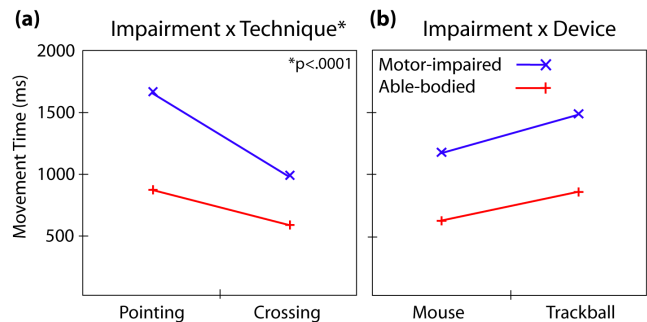 (a) Impairment x Technique*
*p<.0001
Movement Time (ms)
2000
1500
1000
500
Pointing Crossing
(b) Impairment x Device
Motor-impaired
Able-bodied
Mouse Trackball